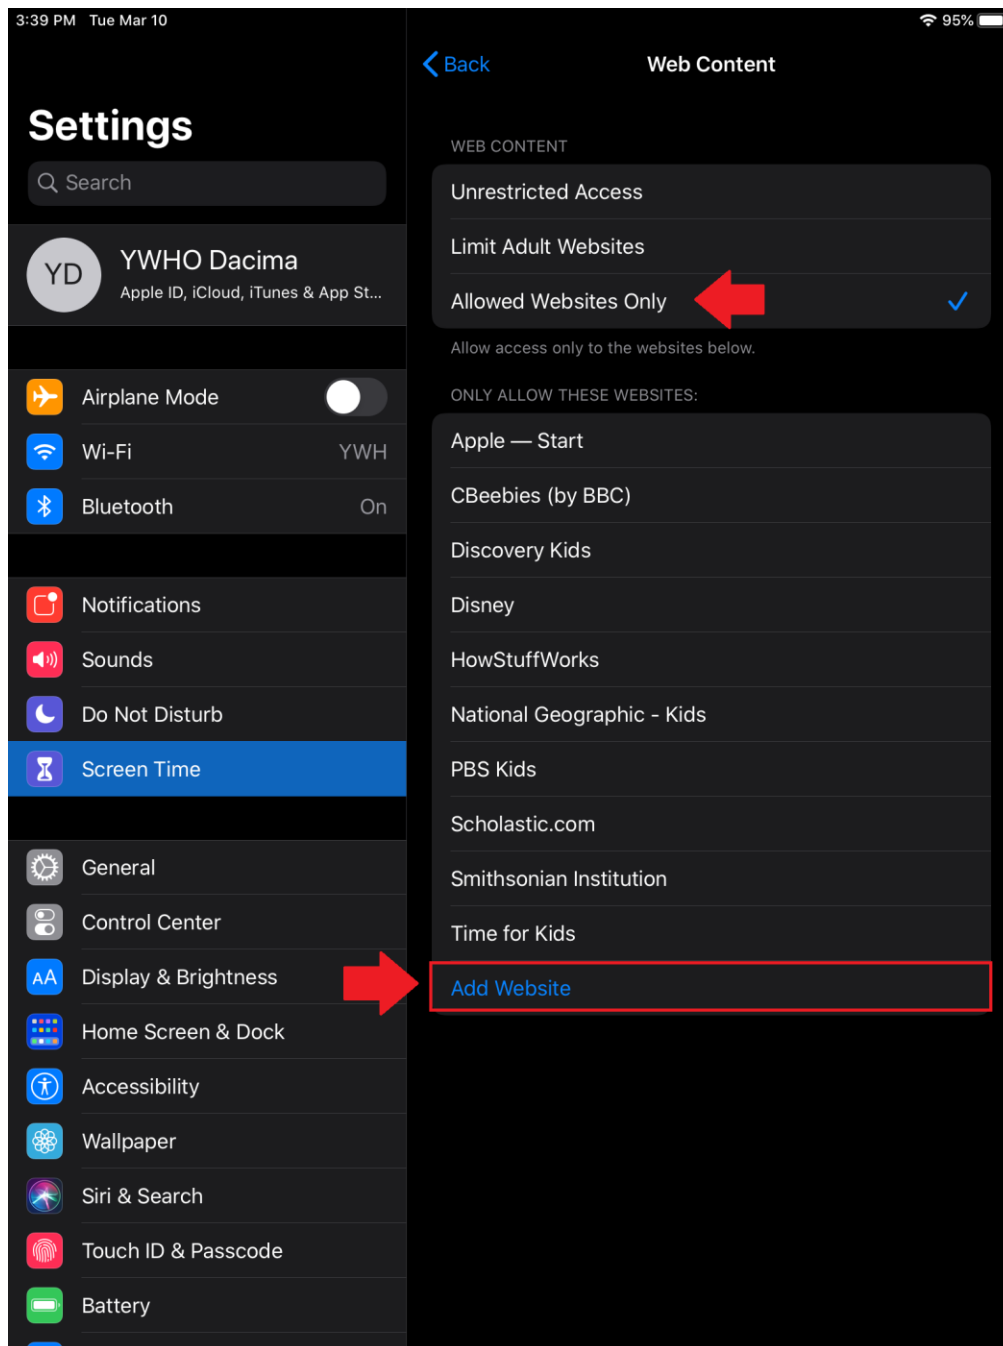 3:39 PM Tue Mar 10
95%
Settings
Search
YD
YWHO Dacima
Apple ID, iCloud, iTunes & App St...
Airplane Mode
Wi-Fi YWH
Bluetooth On
Notifications
Sounds
Do Not Disturb
Screen Time
General
Control Center
AA Display & Brightness
Home Screen & Dock
Accessibility
Wallpaper
Siri & Search
Touch ID & Passcode
Battery
Back Web Content
WEB CONTENT
Unrestricted Access
Limit Adult Websites
Allowed Websites Only
Allow access only to the websites below.
ONLY ALLOW THESE WEBSITES:
Apple — Start
CBeebies (by BBC)
Discovery Kids
Disney
HowStuffWorks
National Geographic - Kids
PBS Kids
Scholastic.com
Smithsonian Institution
Time for Kids
Add Website